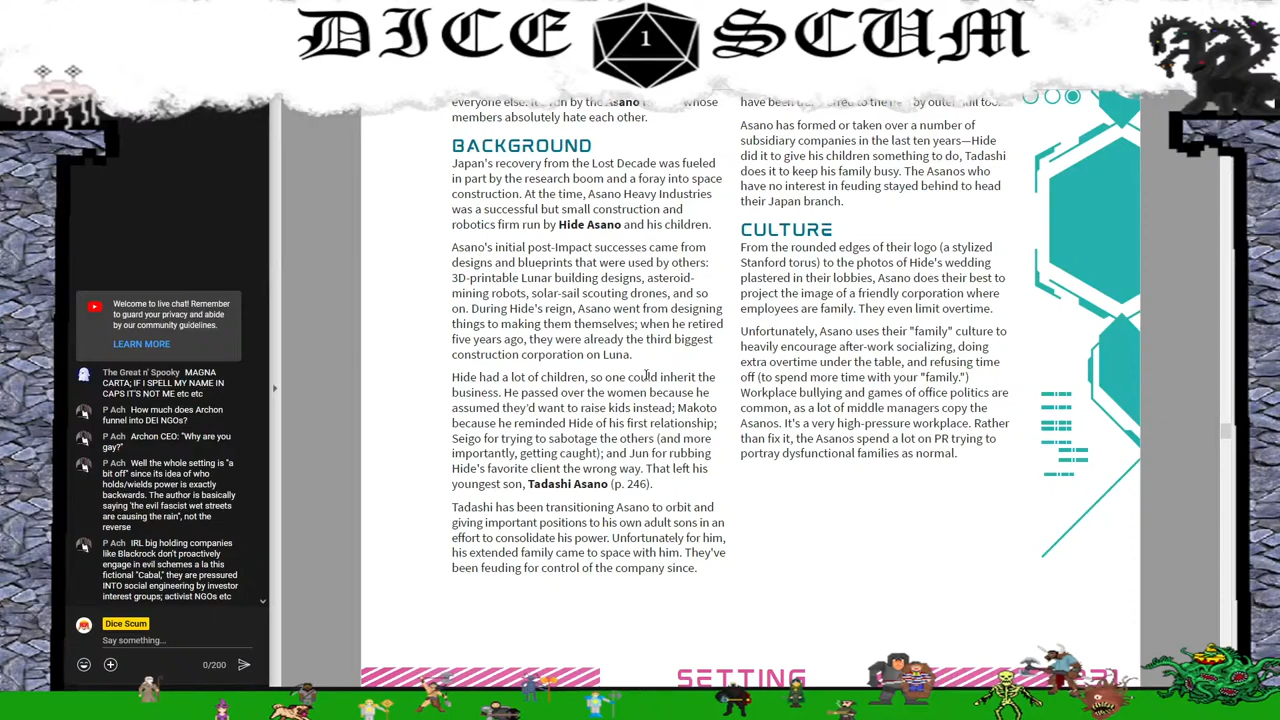 DICE 1 SCUM
everyone else. It's run by the Asano whose
members absolutely hate each other.
BACKGROUND
Japan's recovery from the Lost Decade was fueled
in part by the research boom and a foray into space
construction. At the time, Asano Heavy Industries
was a successful but small construction and
robotics firm run by Hide Asano and his children.
Asano's initial post-Impact successes came from
designs and blueprints that were used by others:
3D-printable Lunar building designs, asteroid-
mining robots, solar-sail scouting drones, and so
on. During Hide's reign, Asano went from designing
things to making them themselves; when he retired
five years ago, they were already the third biggest
construction corporation on Luna.
Hide had a lot of children, so one could inherit the
business. He passed over the women because he
assumed they'd want to raise kids instead; Makoto
because he reminded Hide of his first relationship;
Seigo for trying to sabotage the others (and more
importantly, getting caught); and Jun for rubbing
Hide's favorite client the wrong way. That left his
youngest son, Tadashi Asano (p. 246).
Tadashi has been transitioning Asano to orbit and
giving important positions to his own adult sons in an
effort to consolidate his power. Unfortunately for him,
his extended family came to space with him. They've
been feuding for control of the company since.
have been to the by out too.
Asano has formed or taken over a number of
subsidiary companies in the last ten years—Hide
did it to give his children something to do, Tadashi
does it to keep his family busy. The Asanos who
have no interest in feuding stayed behind to head
their Japan branch.
CULTURE
From the rounded edges of their logo (a stylized
Stanford torus) to the photos of Hide's wedding
plastered in their lobbies, Asano does their best to
project the image of a friendly corporation where
employees are family. They even limit overtime.
Unfortunately, Asano uses their "family" culture to
heavily encourage after-work socializing, doing
extra overtime under the table, and refusing time
off (to spend more time with your "family.")
Workplace bullying and games of office politics are
common, as a lot of middle managers copy the
Asanos. It's a very high-pressure workplace. Rather
than fix it, the Asanos spend a lot on PR trying to
portray dysfunctional families as normal.
SETTING
Welcome to live chat! Remember
to guard your privacy and abide
by our community guidelines.
LEARN MORE
The Great n' Spooky MAGNA
CARTA; IF I SPELL MY NAME IN
CAPS IT'S NOT ME etc etc
P Ach How much does Archon
funnel into DEI NGOs?
P Ach Archon CEO: "Why are you
gay?"
P Ach Well the whole setting is "a
bit off" since its idea of who
holds/wields power is exactly
backwards. The author is basically
saying 'the evil fascist wet streets
are causing the rain", not the
reverse
P Ach IRL big holding companies
like Blackrock don't proactively
engage in evil schemes a la this
fictional "Cabal," they are pressured
INTO social engineering by investor
interest groups; activist NGOs etc
Dice Scum
Say something...
0/200